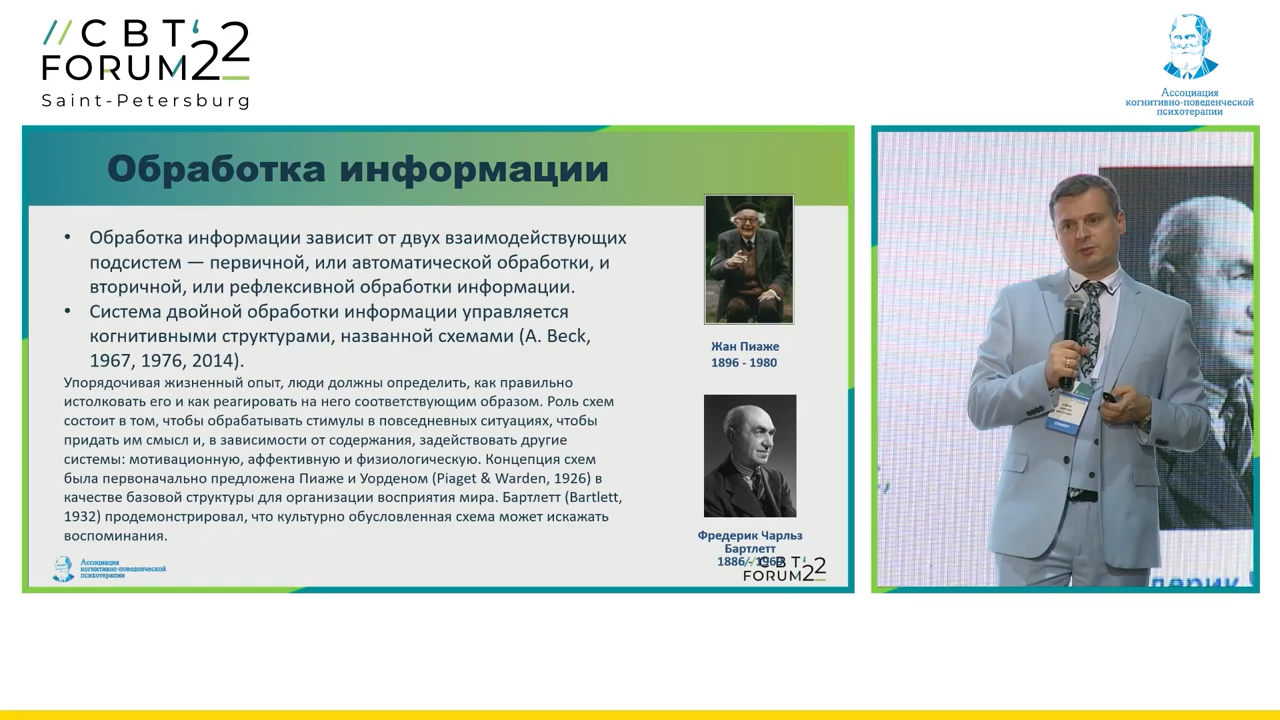 // C B T '22
FORUM
Saint-Petersburg
Ассоциация
когнитивно-поведенческой
психотерапии
Обработка информации
• Обработка информации зависит от двух взаимодействующих
подсистем — первичной, или автоматической обработки, и
вторичной, или рефлексивной обработки информации.
• Система двойной обработки информации управляется
когнитивными структурами, названной схемами (A. Beck,
1967, 1976, 2014).
Упорядочивая жизненный опыт, люди должны определить, как правильно
истолковать его и как реагировать на него соответствующим образом. Роль схем
состоит в том, чтобы обрабатывать стимулы в повседневных ситуациях, чтобы
придать им смысл и, в зависимости от содержания, задействовать другие
системы: мотивационную, аффективную и физиологическую. Концепция схем
была первоначально предложена Пиаже и Уорденом (Piaget & Warden, 1926) в
качестве базовой структуры для организации восприятия мира. Бартлетт (Bartlett,
1932) продемонстрировал, что культурно обусловленная схема может искажать
воспоминания.
Жан Пиаже
1896 - 1980
Фредерик Чарльз
Бартлетт
1886
Ассоциация
когнитивно-поведенческой
психотерапии
C B T '22
FORUM
дерик